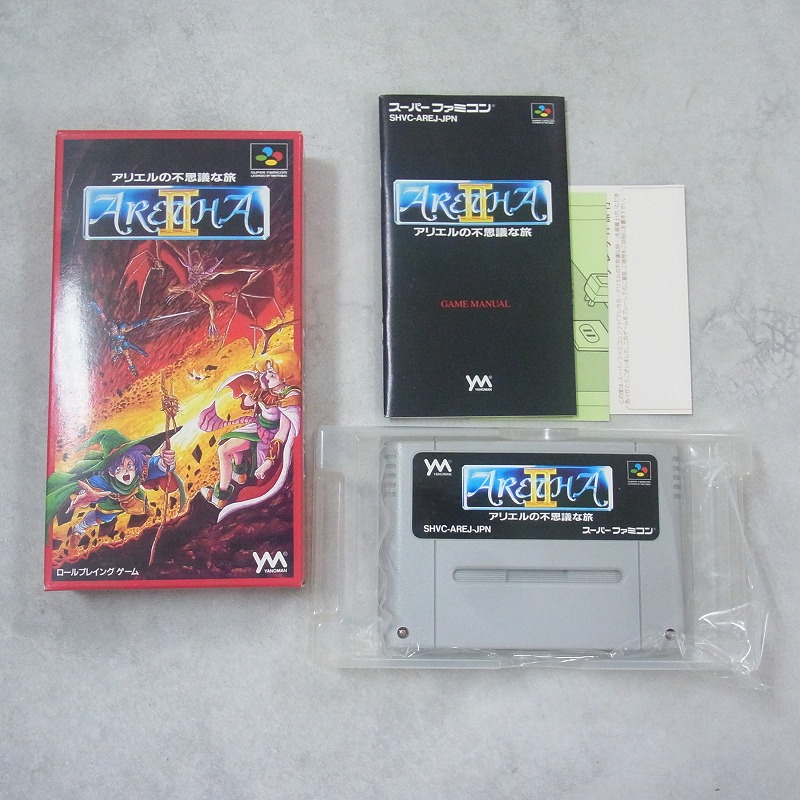 アリエルの不思議な旅
SUPER FAMICOM
LICENSED BY NINTENDO
ARETHA II
YM®
YANOMAN
ロールプレイング ゲーム
スーパーファミコン®
SHVC-AREJ-JPN
ARETHA II
アリエルの不思議な旅
GAME MANUAL
YM
YANOMAN
YM
YANOMAN
ARETHA II
アリエルの不思議な旅
SHVC-AREJ-JPN
スーパーファミコン®